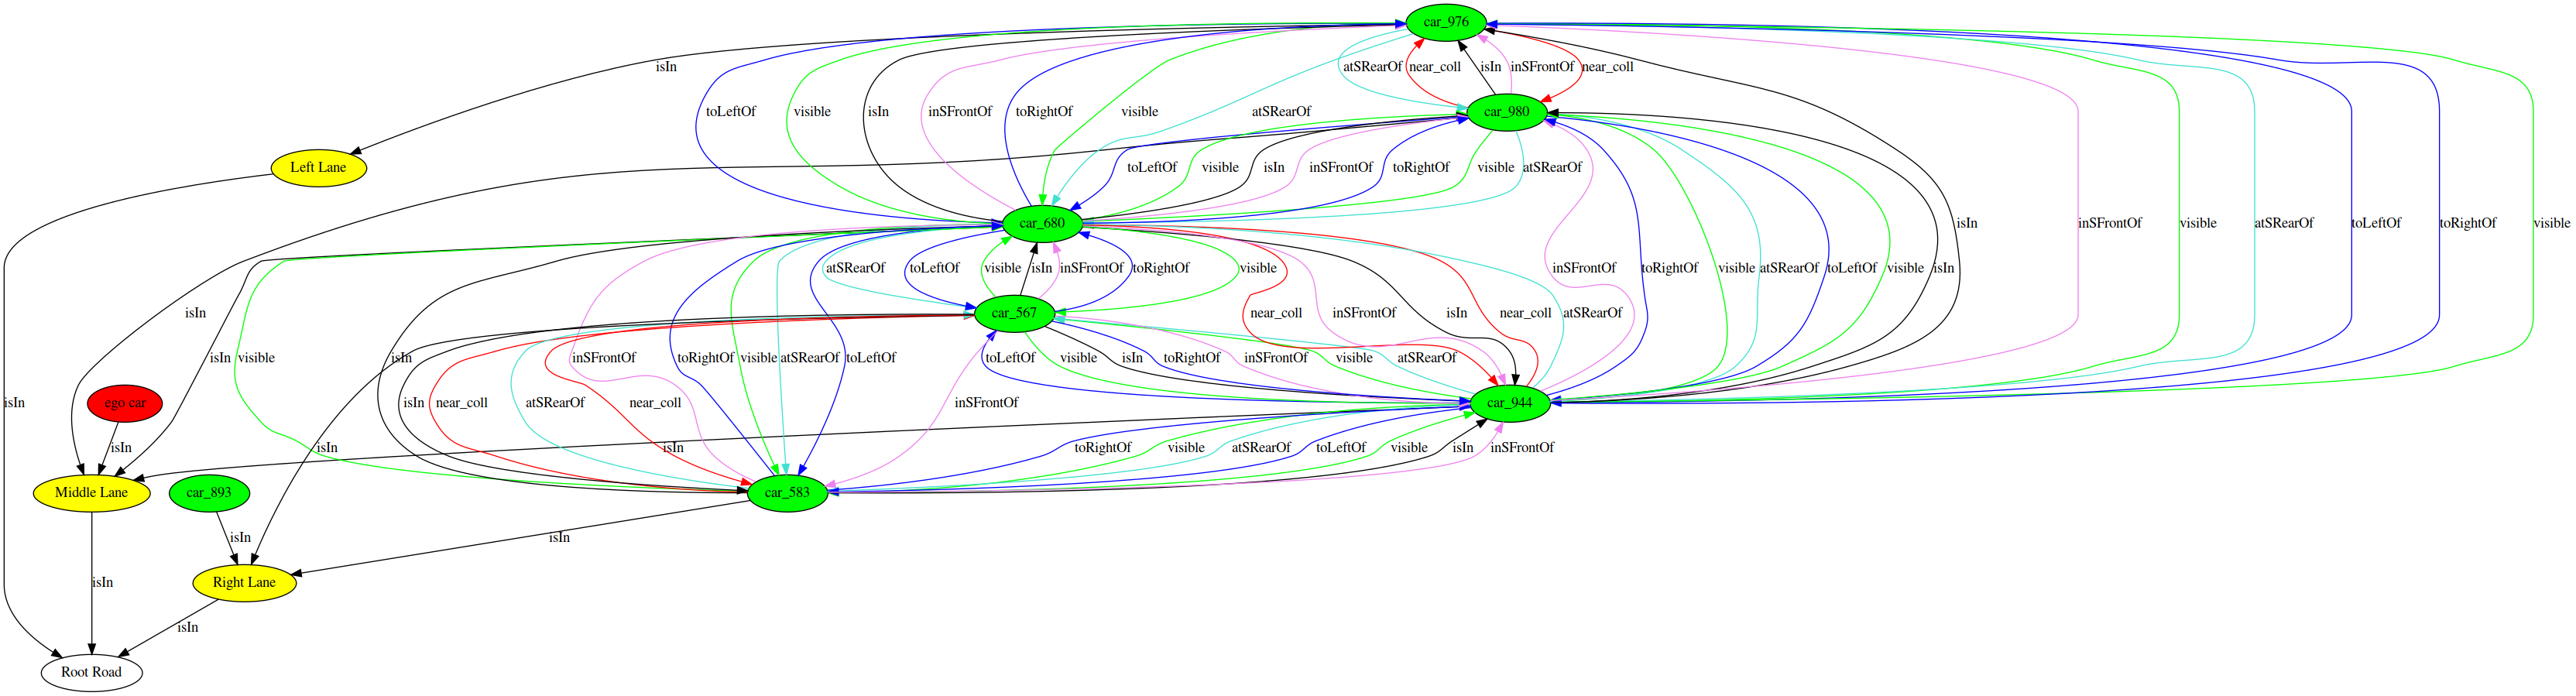 car_976
isIn atSRearOf near_coll isIn inSFrontOf near_coll
toLeftOf visible isIn inSFrontOf toRightOf visible atSRearOf car_980
Left Lane toLeftOf visible isIn inSFrontOf toRightOf visible atSRearOf
car_680 isIn inSFrontOf visible atSRearOf toLeftOf toRightOf visible
atSRearOf toLeftOf visible isIn inSFrontOf toRightOf visible inSFrontOf toRightOf visible atSRearOf toLeftOf visible isIn
isIn car_567 near_coll inSFrontOf isIn near_coll atSRearOf
isIn visible isIn inSFrontOf toRightOf visible atSRearOf toLeftOf toLeftOf visible isIn toRightOf inSFrontOf visible atSRearOf
isIn ego car isIn near_coll atSRearOf near_coll inSFrontOf car_944
isIn isIn isIn toRightOf visible atSRearOf toLeftOf visible isIn inSFrontOf
Middle Lane car_893 car_583
isIn isIn
isIn Right Lane
isIn
Root Road